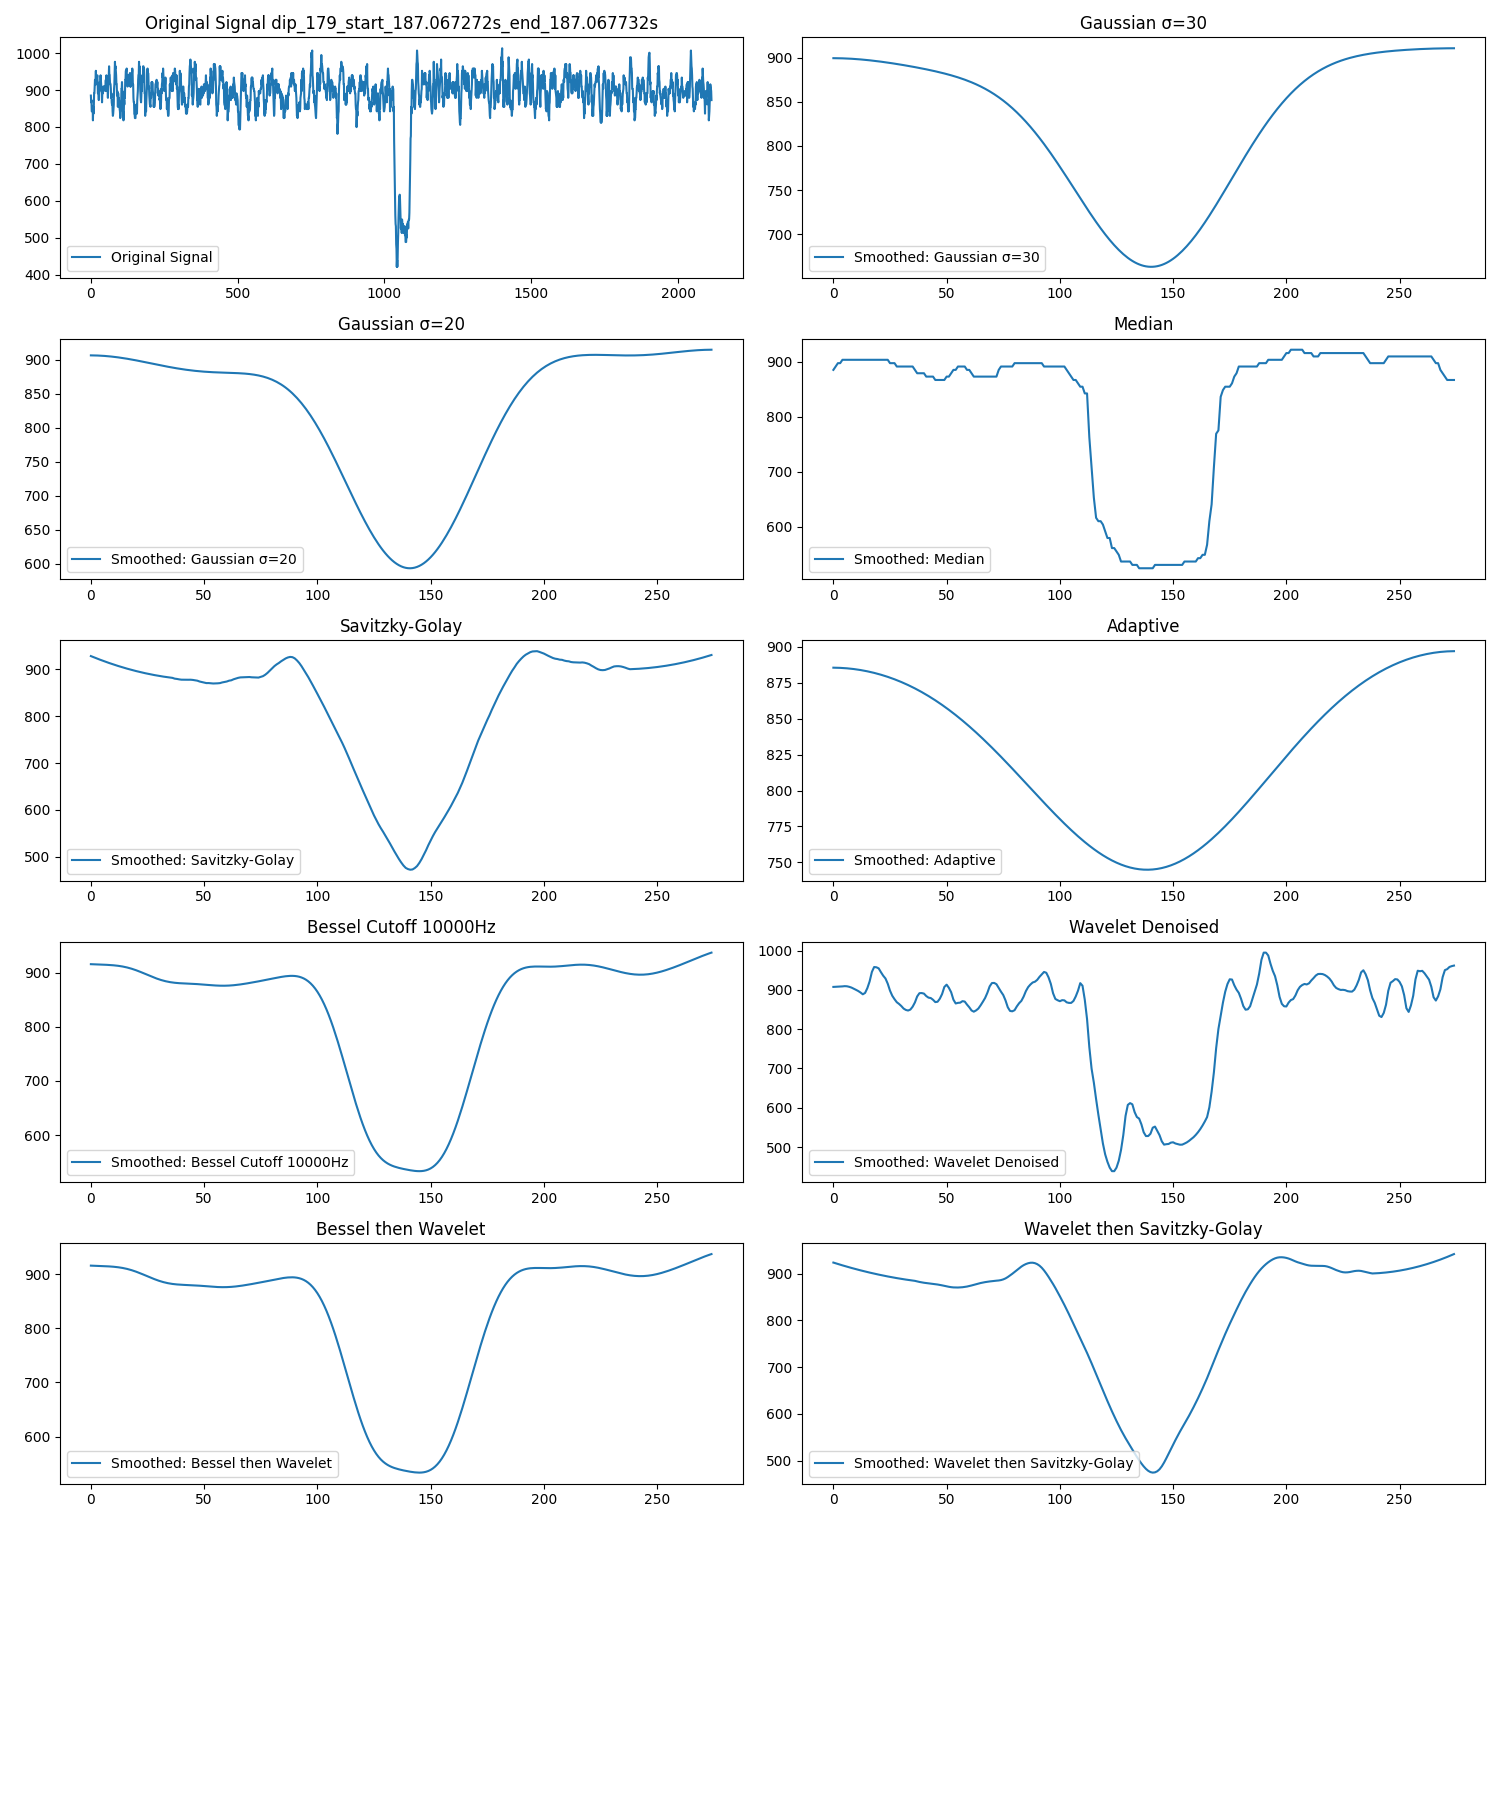 Original Signal dip_179_start_187.067272s_end_187.067732s
1000
900
800
700
600
500
400
Original Signal
0 500 1000 1500 2000
Gaussian σ=30
900
850
800
750
700
Smoothed: Gaussian σ=30
0 50 100 150 200 250
Gaussian σ=20
900
850
800
750
700
650
600
Smoothed: Gaussian σ=20
0 50 100 150 200 250
Median
900
800
700
600
Smoothed: Median
0 50 100 150 200 250
Savitzky-Golay
900
800
700
600
500
Smoothed: Savitzky-Golay
0 50 100 150 200 250
Adaptive
900
875
850
825
800
775
750
Smoothed: Adaptive
0 50 100 150 200 250
Bessel Cutoff 10000Hz
900
800
700
600
Smoothed: Bessel Cutoff 10000Hz
0 50 100 150 200 250
Wavelet Denoised
1000
900
800
700
600
500
Smoothed: Wavelet Denoised
0 50 100 150 200 250
Bessel then Wavelet
900
800
700
600
Smoothed: Bessel then Wavelet
0 50 100 150 200 250
Wavelet then Savitzky-Golay
900
800
700
600
500
Smoothed: Wavelet then Savitzky-Golay
0 50 100 150 200 250